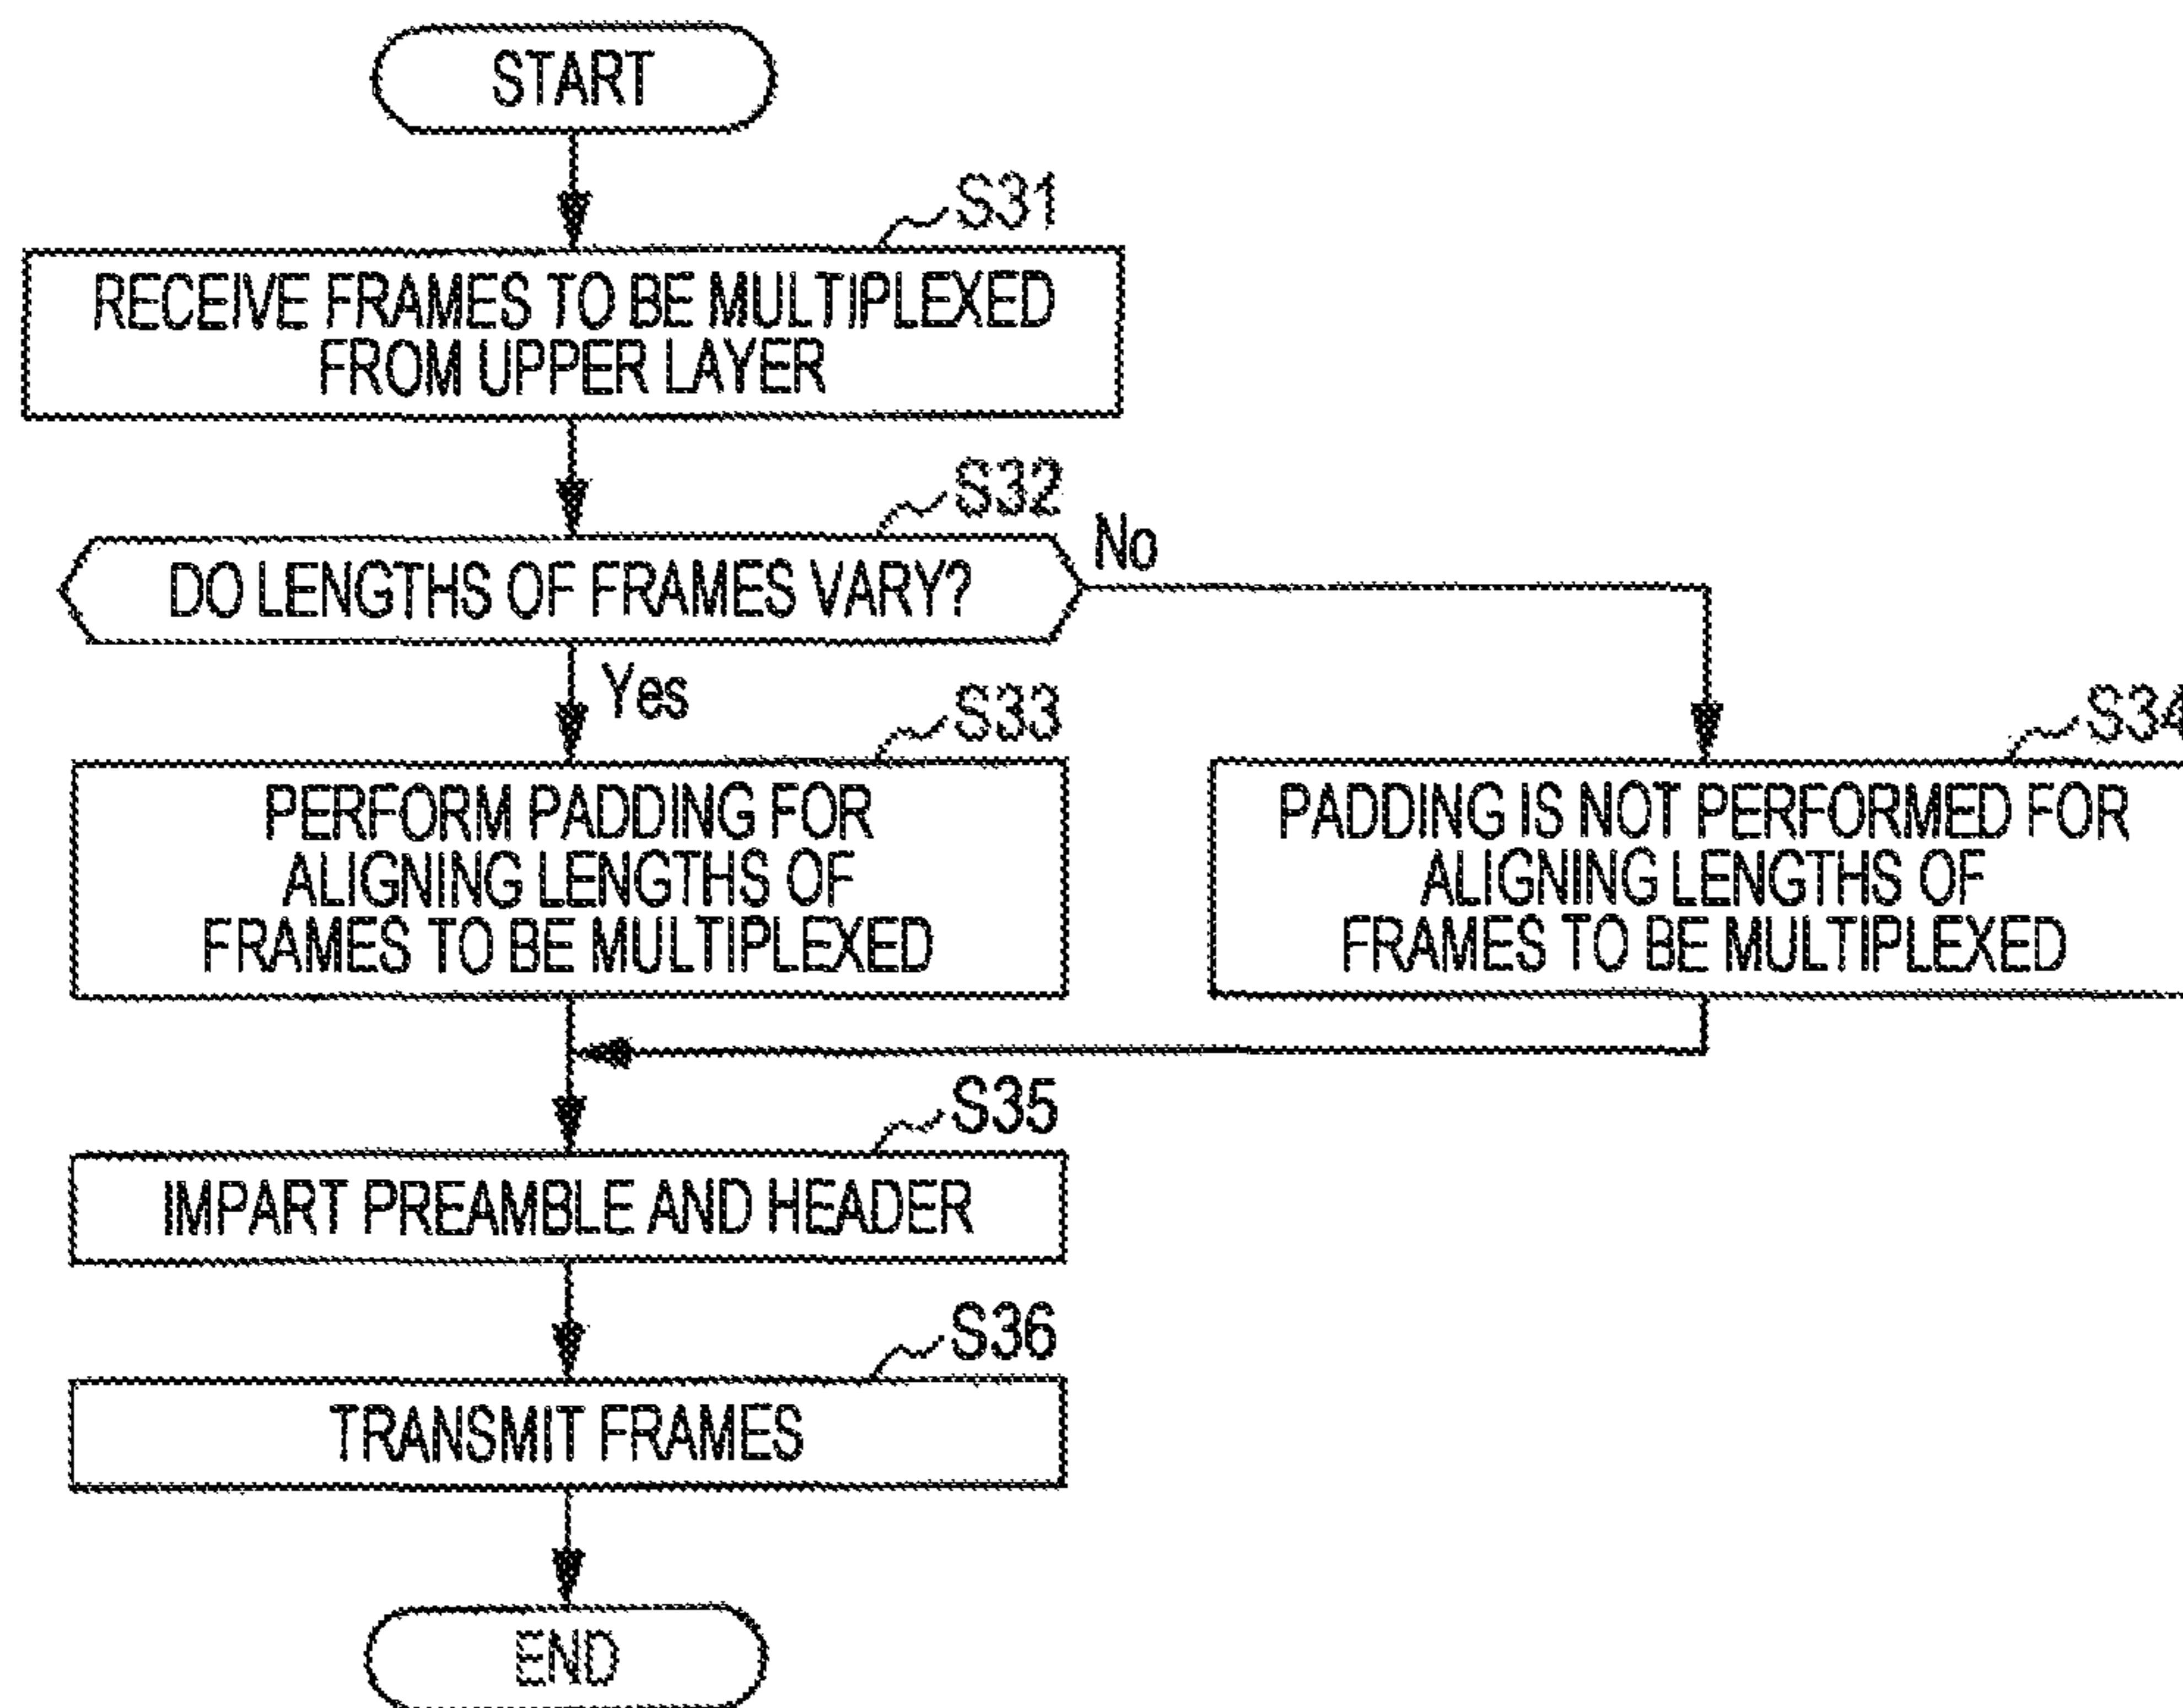 START
S31
RECEIVE FRAMES TO BE MULTIPLEXED
FROM UPPER LAYER
S32
DO LENGTHS OF FRAMES VARY?
No
Yes
S33
PERFORM PADDING FOR
ALIGNING LENGTHS OF
FRAMES TO BE MULTIPLEXED
S34
PADDING IS NOT PERFORMED FOR
ALIGNING LENGTHS OF
FRAMES TO BE MULTIPLEXED
S35
IMPART PREAMBLE AND HEADER
S36
TRANSMIT FRAMES
END